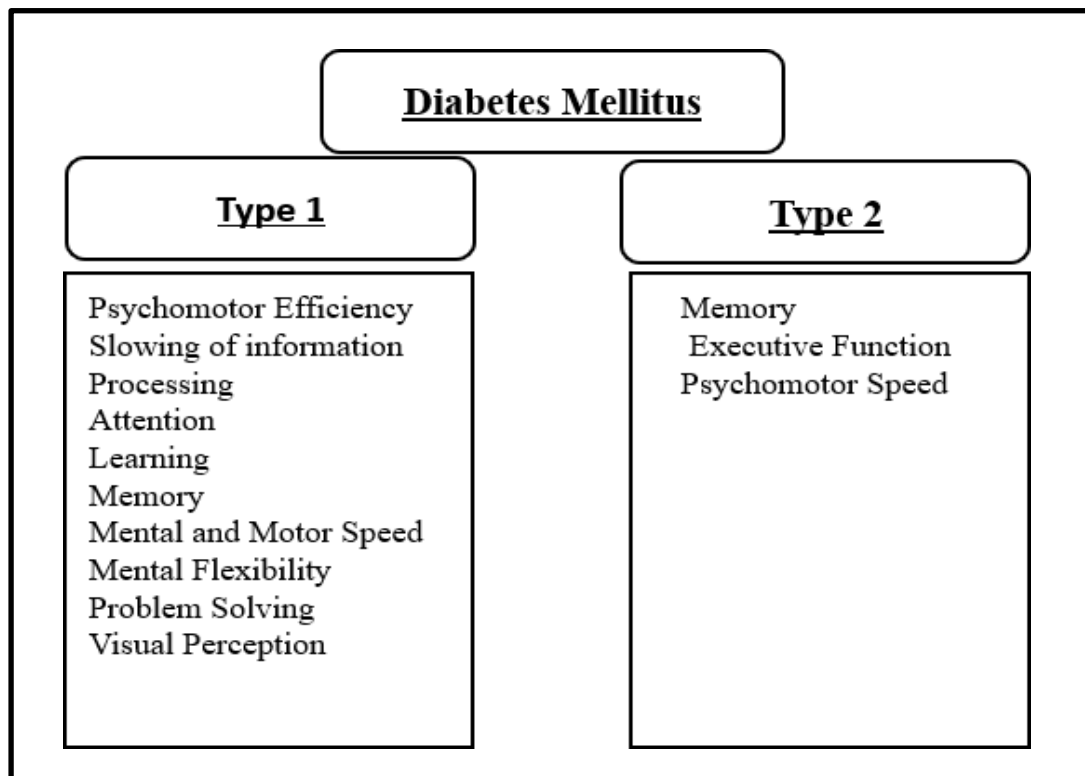 Diabetes Mellitus
Type 1
Psychomotor Efficiency
Slowing of information
Processing
Attention
Learning
Memory
Mental and Motor Speed
Mental Flexibility
Problem Solving
Visual Perception
Type 2
Memory
Executive Function
Psychomotor Speed